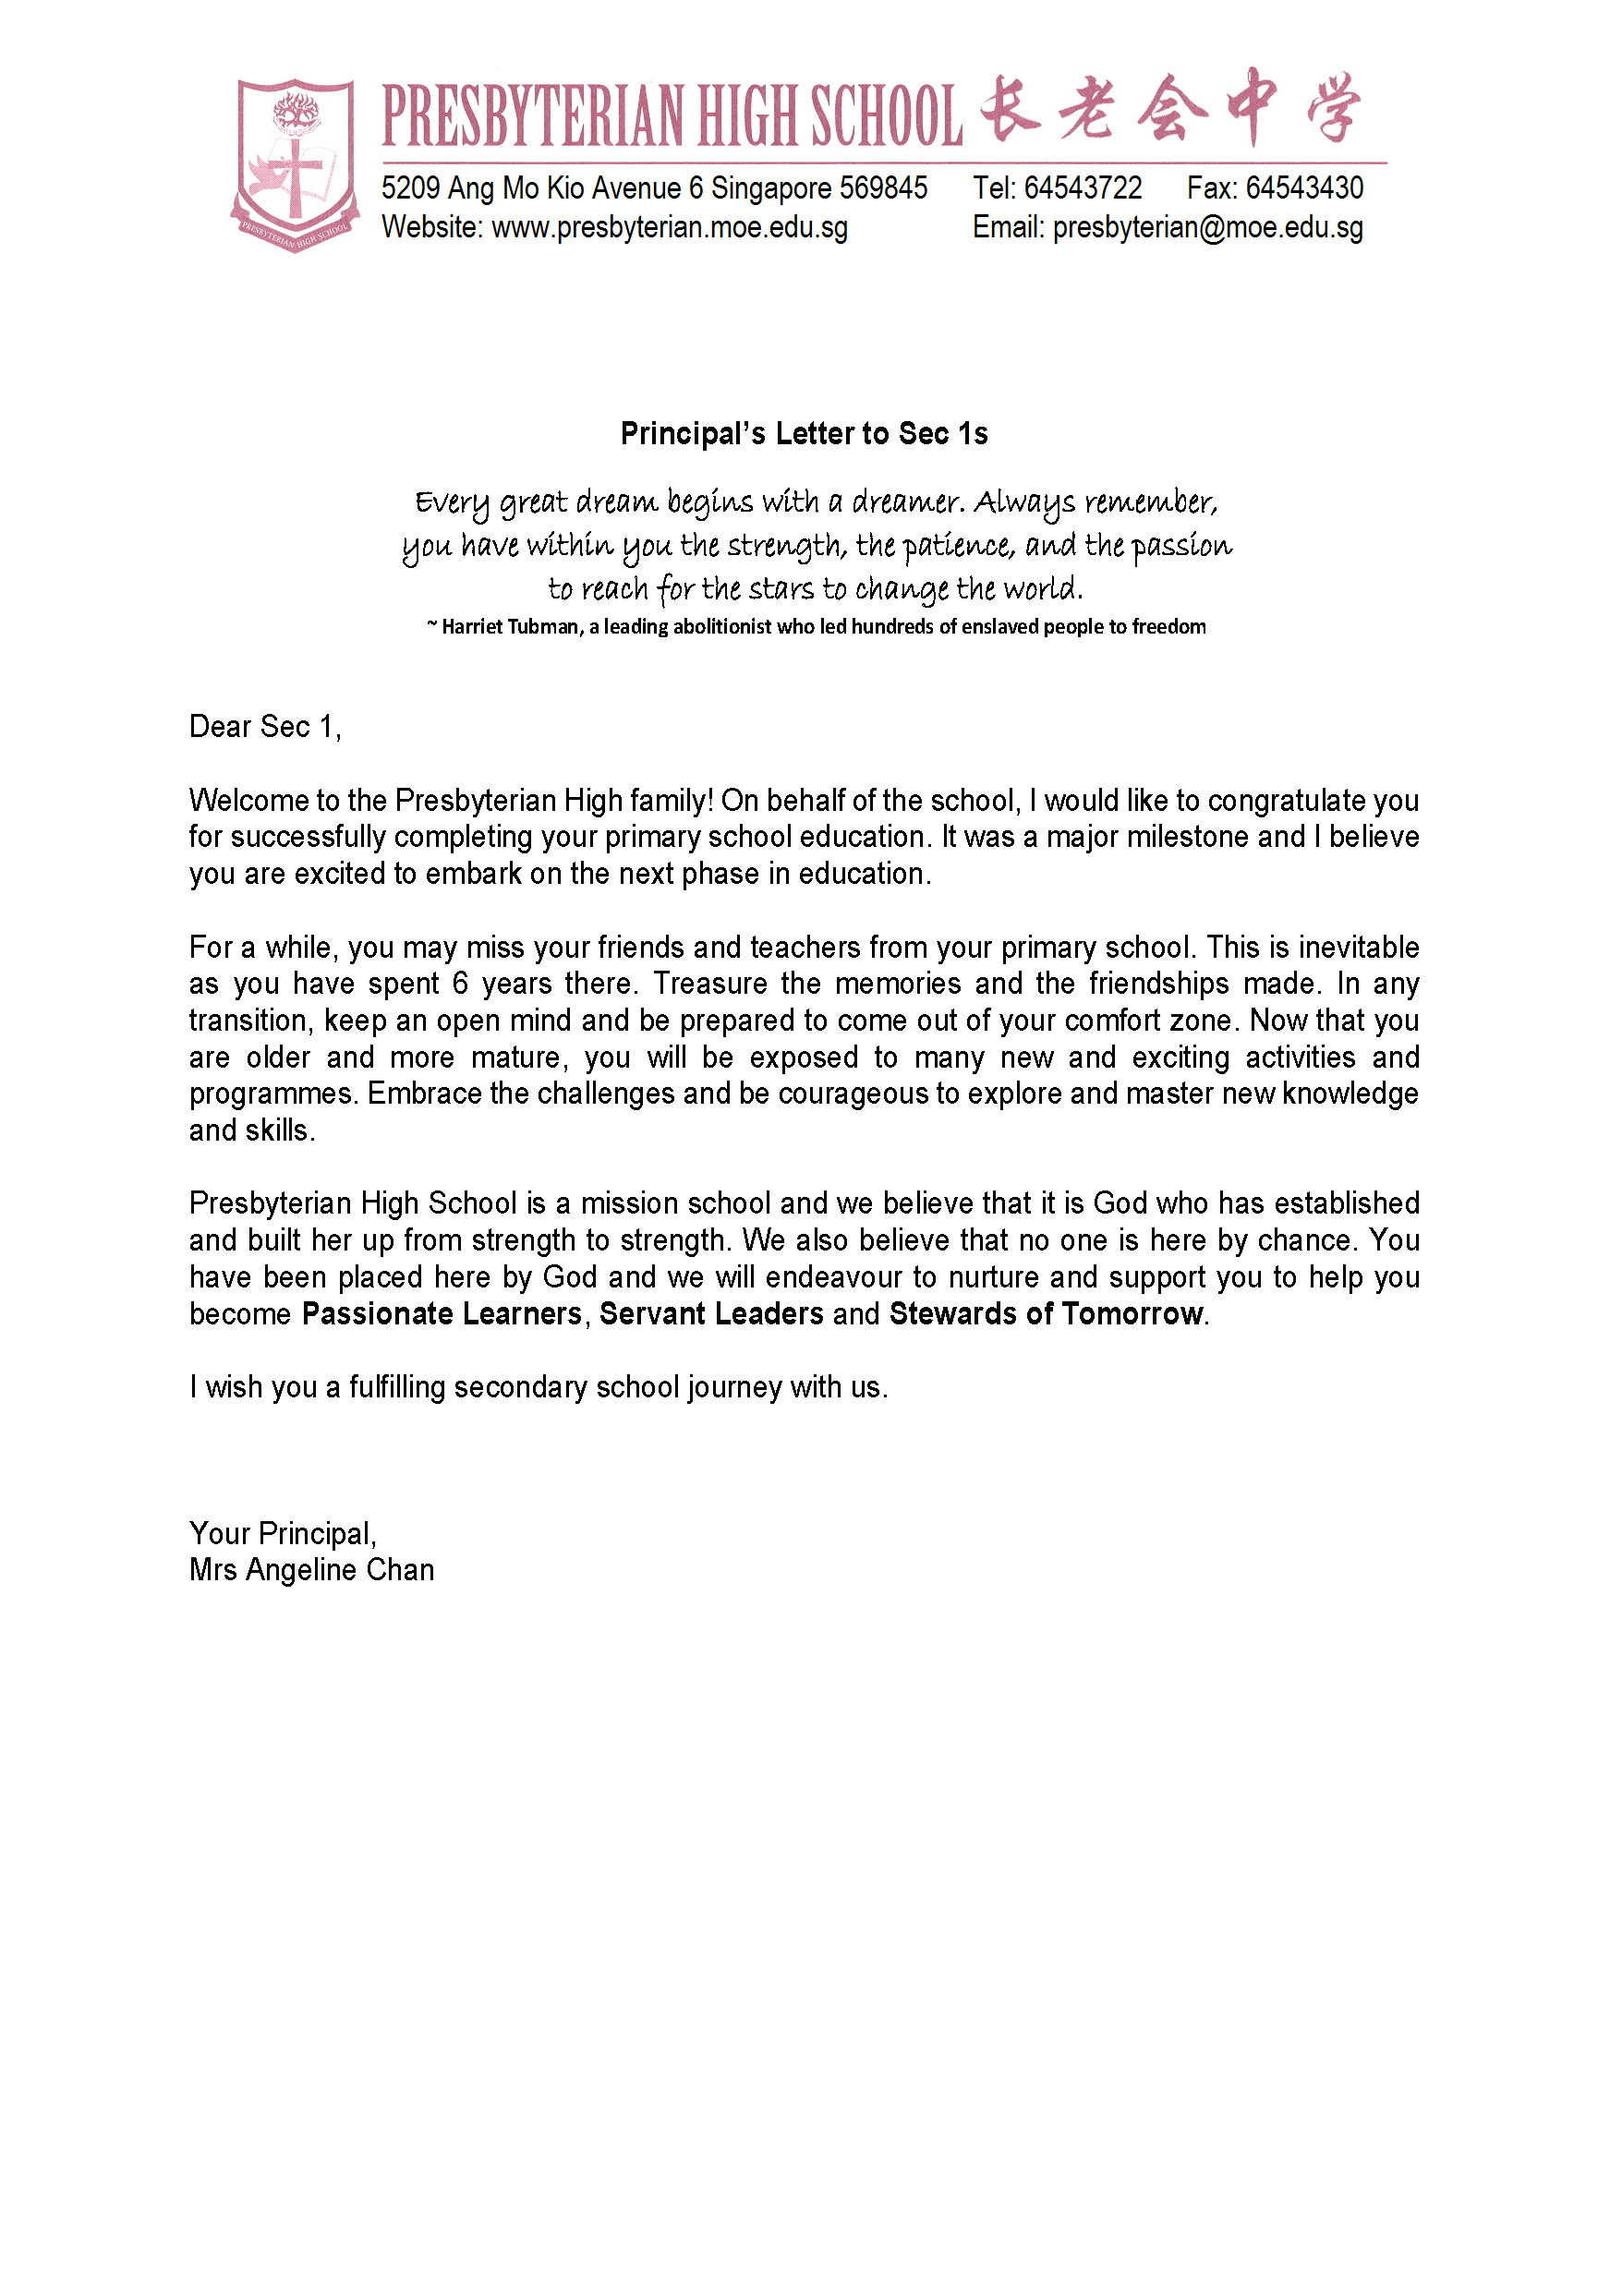 PRESBYTERIAN HIGH SCHOOL 长老会中学
5209 Ang Mo Kio Avenue 6 Singapore 569845 Tel: 64543722 Fax: 64543430
Website: www.presbyterian.moe.edu.sg Email: presbyterian@moe.edu.sg
PRESBYTERIAN HIGH SCHOOL
Principal’s Letter to Sec 1s
Every great dream begins with a dreamer. Always remember,
you have within you the strength, the patience, and the passion
to reach for the stars to change the world.
~ Harriet Tubman, a leading abolitionist who led hundreds of enslaved people to freedom
Dear Sec 1,
Welcome to the Presbyterian High family! On behalf of the school, I would like to congratulate you
for successfully completing your primary school education. It was a major milestone and I believe
you are excited to embark on the next phase in education.
For a while, you may miss your friends and teachers from your primary school. This is inevitable
as you have spent 6 years there. Treasure the memories and the friendships made. In any
transition, keep an open mind and be prepared to come out of your comfort zone. Now that you
are older and more mature, you will be exposed to many new and exciting activities and
programmes. Embrace the challenges and be courageous to explore and master new knowledge
and skills.
Presbyterian High School is a mission school and we believe that it is God who has established
and built her up from strength to strength. We also believe that no one is here by chance. You
have been placed here by God and we will endeavour to nurture and support you to help you
become Passionate Learners, Servant Leaders and Stewards of Tomorrow.
I wish you a fulfilling secondary school journey with us.
Your Principal,
Mrs Angeline Chan